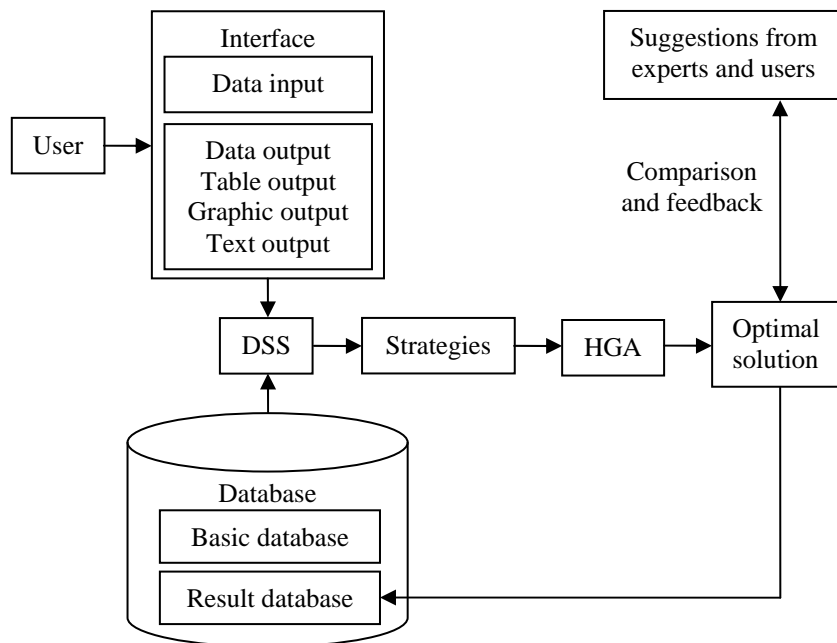 Interface
Data input
User
Data output
Table output
Graphic output
Text output
Suggestions from
experts and users
Comparison
and feedback
DSS
Strategies
HGA
Optimal
solution
Database
Basic database
Result database